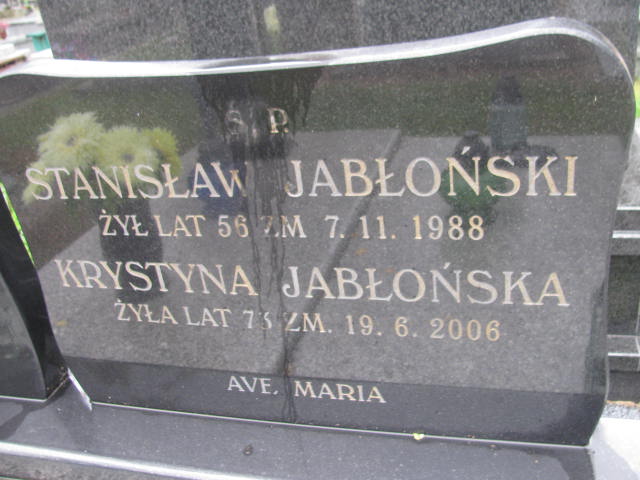 Ś. P.
STANISŁAW JABŁOŃSKI
ŻYŁ LAT 56 ZM 7. 11. 1988
KRYSTYNA JABŁOŃSKA
ŻYŁA LAT 73 ZM. 19. 6. 2006
AVE, MARIA